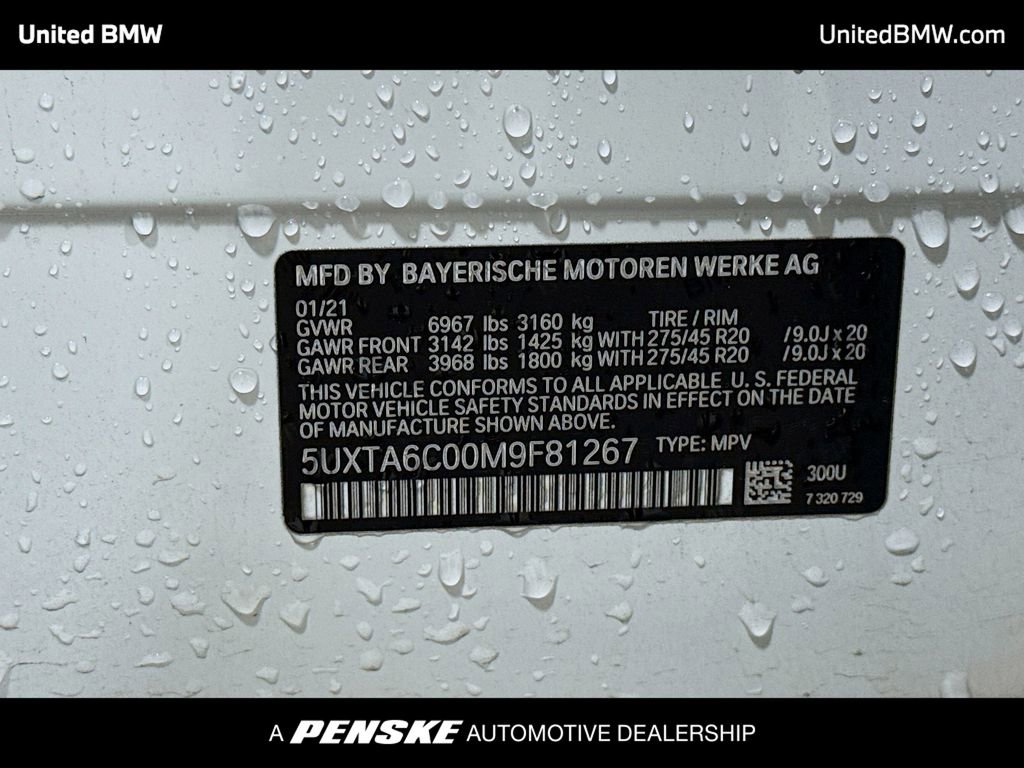 United BMW
UnitedBMW.com
MFD BY BAYERISCHE MOTOREN WERKE AG
01/21
GVWR 6967 lbs 3160 kg TIRE / RIM
GAWR FRONT 3142 lbs 1425 kg WITH 275/45 R20 /9.0J x 20
GAWR REAR 3968 lbs 1800 kg WITH 275/45 R20 /9.0J x 20
THIS VEHICLE CONFORMS TO ALL APPLICABLE U. S. FEDERAL
MOTOR VEHICLE SAFETY STANDARDS IN EFFECT ON THE DATE
OF MANUFACTURE SHOWN ABOVE.
5UXTA6C00M9F81267 TYPE: MPV
300U
7 320 729
A PENSKE AUTOMOTIVE DEALERSHIP